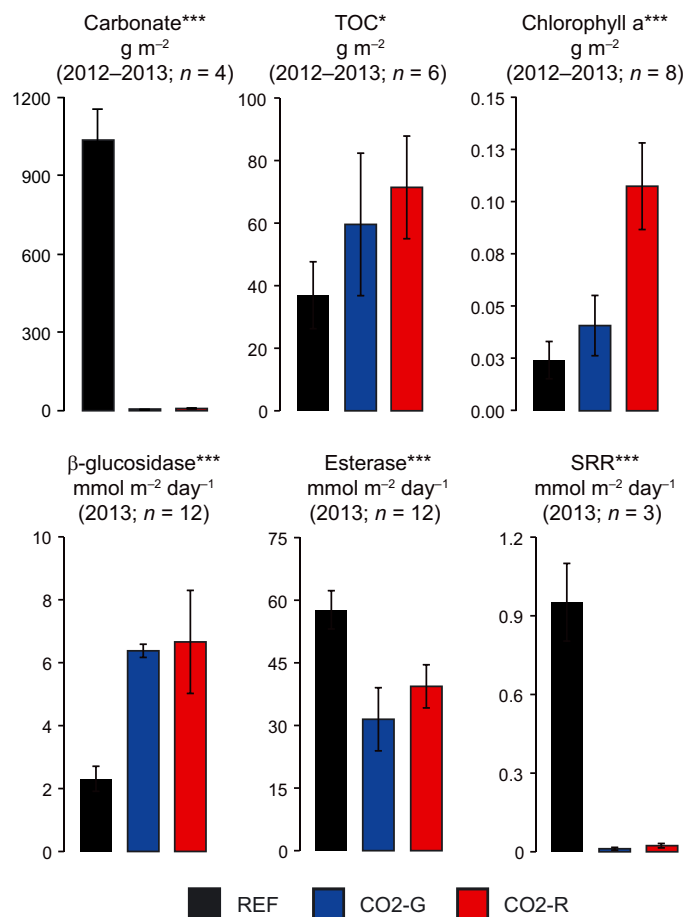 Carbonate***
g m⁻²
(2012–2013; n = 4)
1200
900
600
300
0
TOC*
g m⁻²
(2012–2013; n = 6)
100
80
60
40
20
0
Chlorophyll a***
g m⁻²
(2012–2013; n = 8)
0.15
0.13
0.10
0.05
0.03
0.00
β-glucosidase***
mmol m⁻² day⁻¹
(2013; n = 12)
10
8
6
4
2
0
Esterase***
mmol m⁻² day⁻¹
(2013; n = 12)
75
60
45
30
15
0
SRR***
mmol m⁻² day⁻¹
(2013; n = 3)
1.2
0.9
0.6
0.3
0
REF CO2-G CO2-R